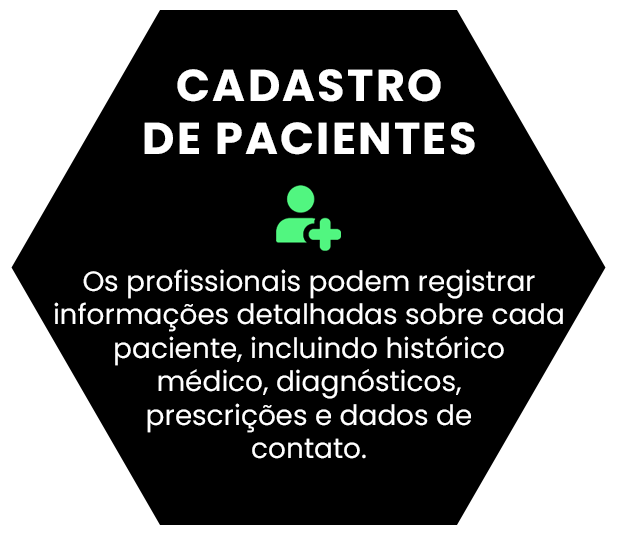 CADASTRO
DE PACIENTES
Os profissionais podem registrar
informações detalhadas sobre cada
paciente, incluindo histórico
médico, diagnósticos,
prescrições e dados de
contato.